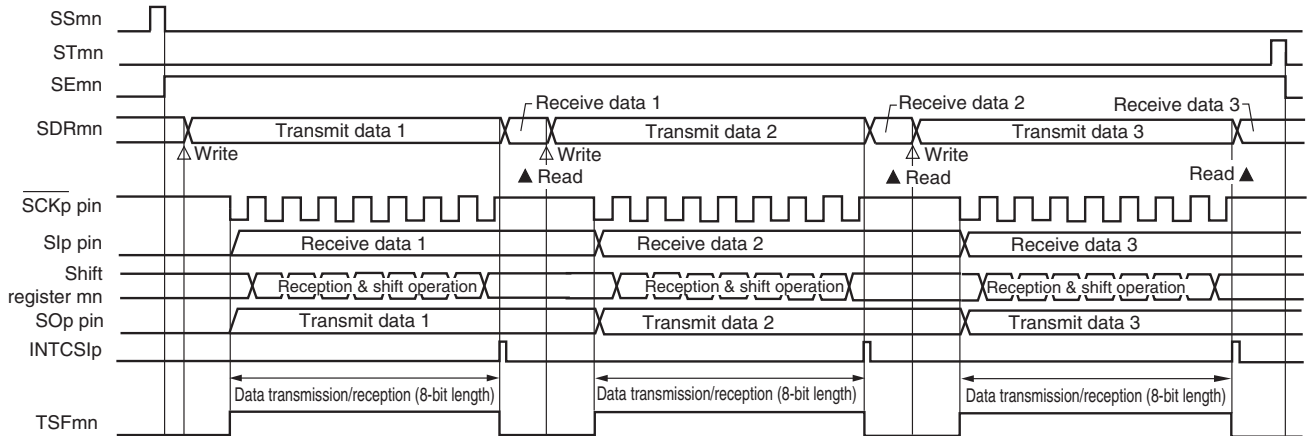 SSmn
STmn
SEmn
Receive data 1
Receive data 2
Receive data 3
SDRmn
Transmit data 1
Transmit data 2
Transmit data 3
△ Write
△ Write
△ Write
▲ Read
▲ Read
Read ▲
SCKp pin
SIp pin
Receive data 1
Receive data 2
Receive data 3
Shift
register mn
Reception & shift operation
Reception & shift operation
Reception & shift operation
SOp pin
Transmit data 1
Transmit data 2
Transmit data 3
INTCSIp
Data transmission/reception (8-bit length)
Data transmission/reception (8-bit length)
Data transmission/reception (8-bit length)
TSFmn